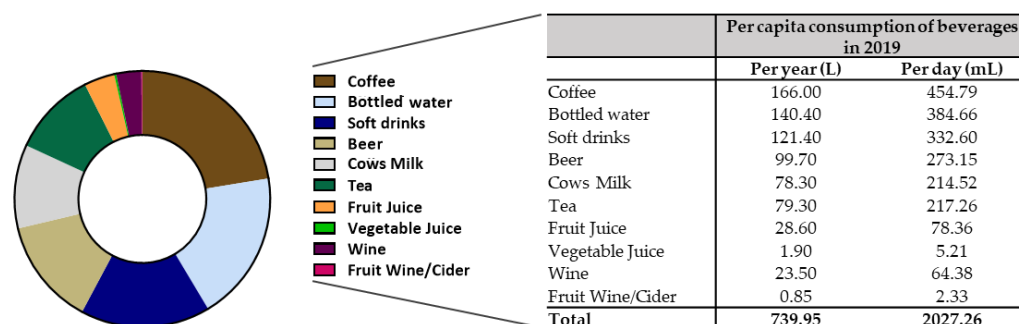 Coffee
Bottled water
Soft drinks
Beer
Cows Milk
Tea
Fruit Juice
Vegetable Juice
Wine
Fruit Wine/Cider
Per capita consumption of beverages
in 2019
Per year (L) Per day (mL)
Coffee 166.00 454.79
Bottled water 140.40 384.66
Soft drinks 121.40 332.60
Beer 99.70 273.15
Cows Milk 78.30 214.52
Tea 79.30 217.26
Fruit Juice 28.60 78.36
Vegetable Juice 1.90 5.21
Wine 23.50 64.38
Fruit Wine/Cider 0.85 2.33
Total 739.95 2027.26